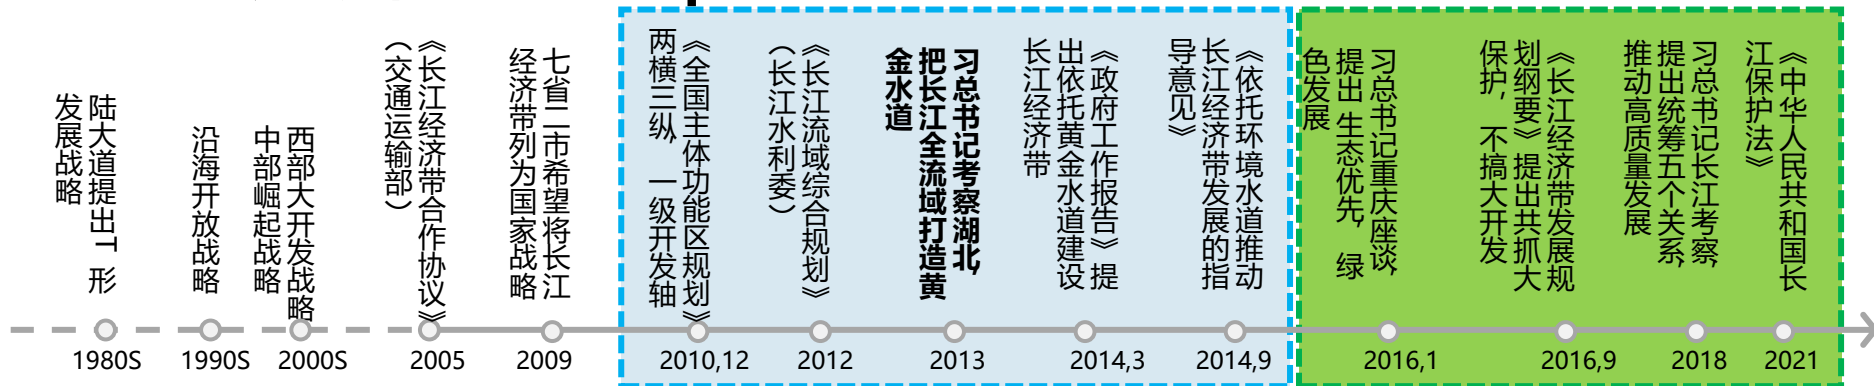 陆大道提出T 形
发展战略
沿海开放战略
西部大开发战略
中部崛起战略
《长江经济带合作协议》
（交通运输部）
七省二市希望将长江
经济带列为国家战略
《全国主体功能区规划》
两横三纵，一级开发轴
《长江流域综合规划》
（长江水利委）
习总书记考察湖北，
把长江全流域打造黄
金水道
《政府工作报告》提
出依托黄金水道建设
长江经济带
《依托环境水道推动
长江经济带发展的指
导意见》
习总书记重庆座谈，
提出 生态优先，绿
色发展
《长江经济带发展规
划纲要》提出共抓大
保护，不搞大开发
习总书记长江考察，
提出统筹五个关系，
推动高质量发展
《中华人民共和国长
江保护法》
1980S
1990S
2000S
2005
2009
2010,12
2012
2013
2014,3
2014,9
2016,1
2016,9
2018
2021